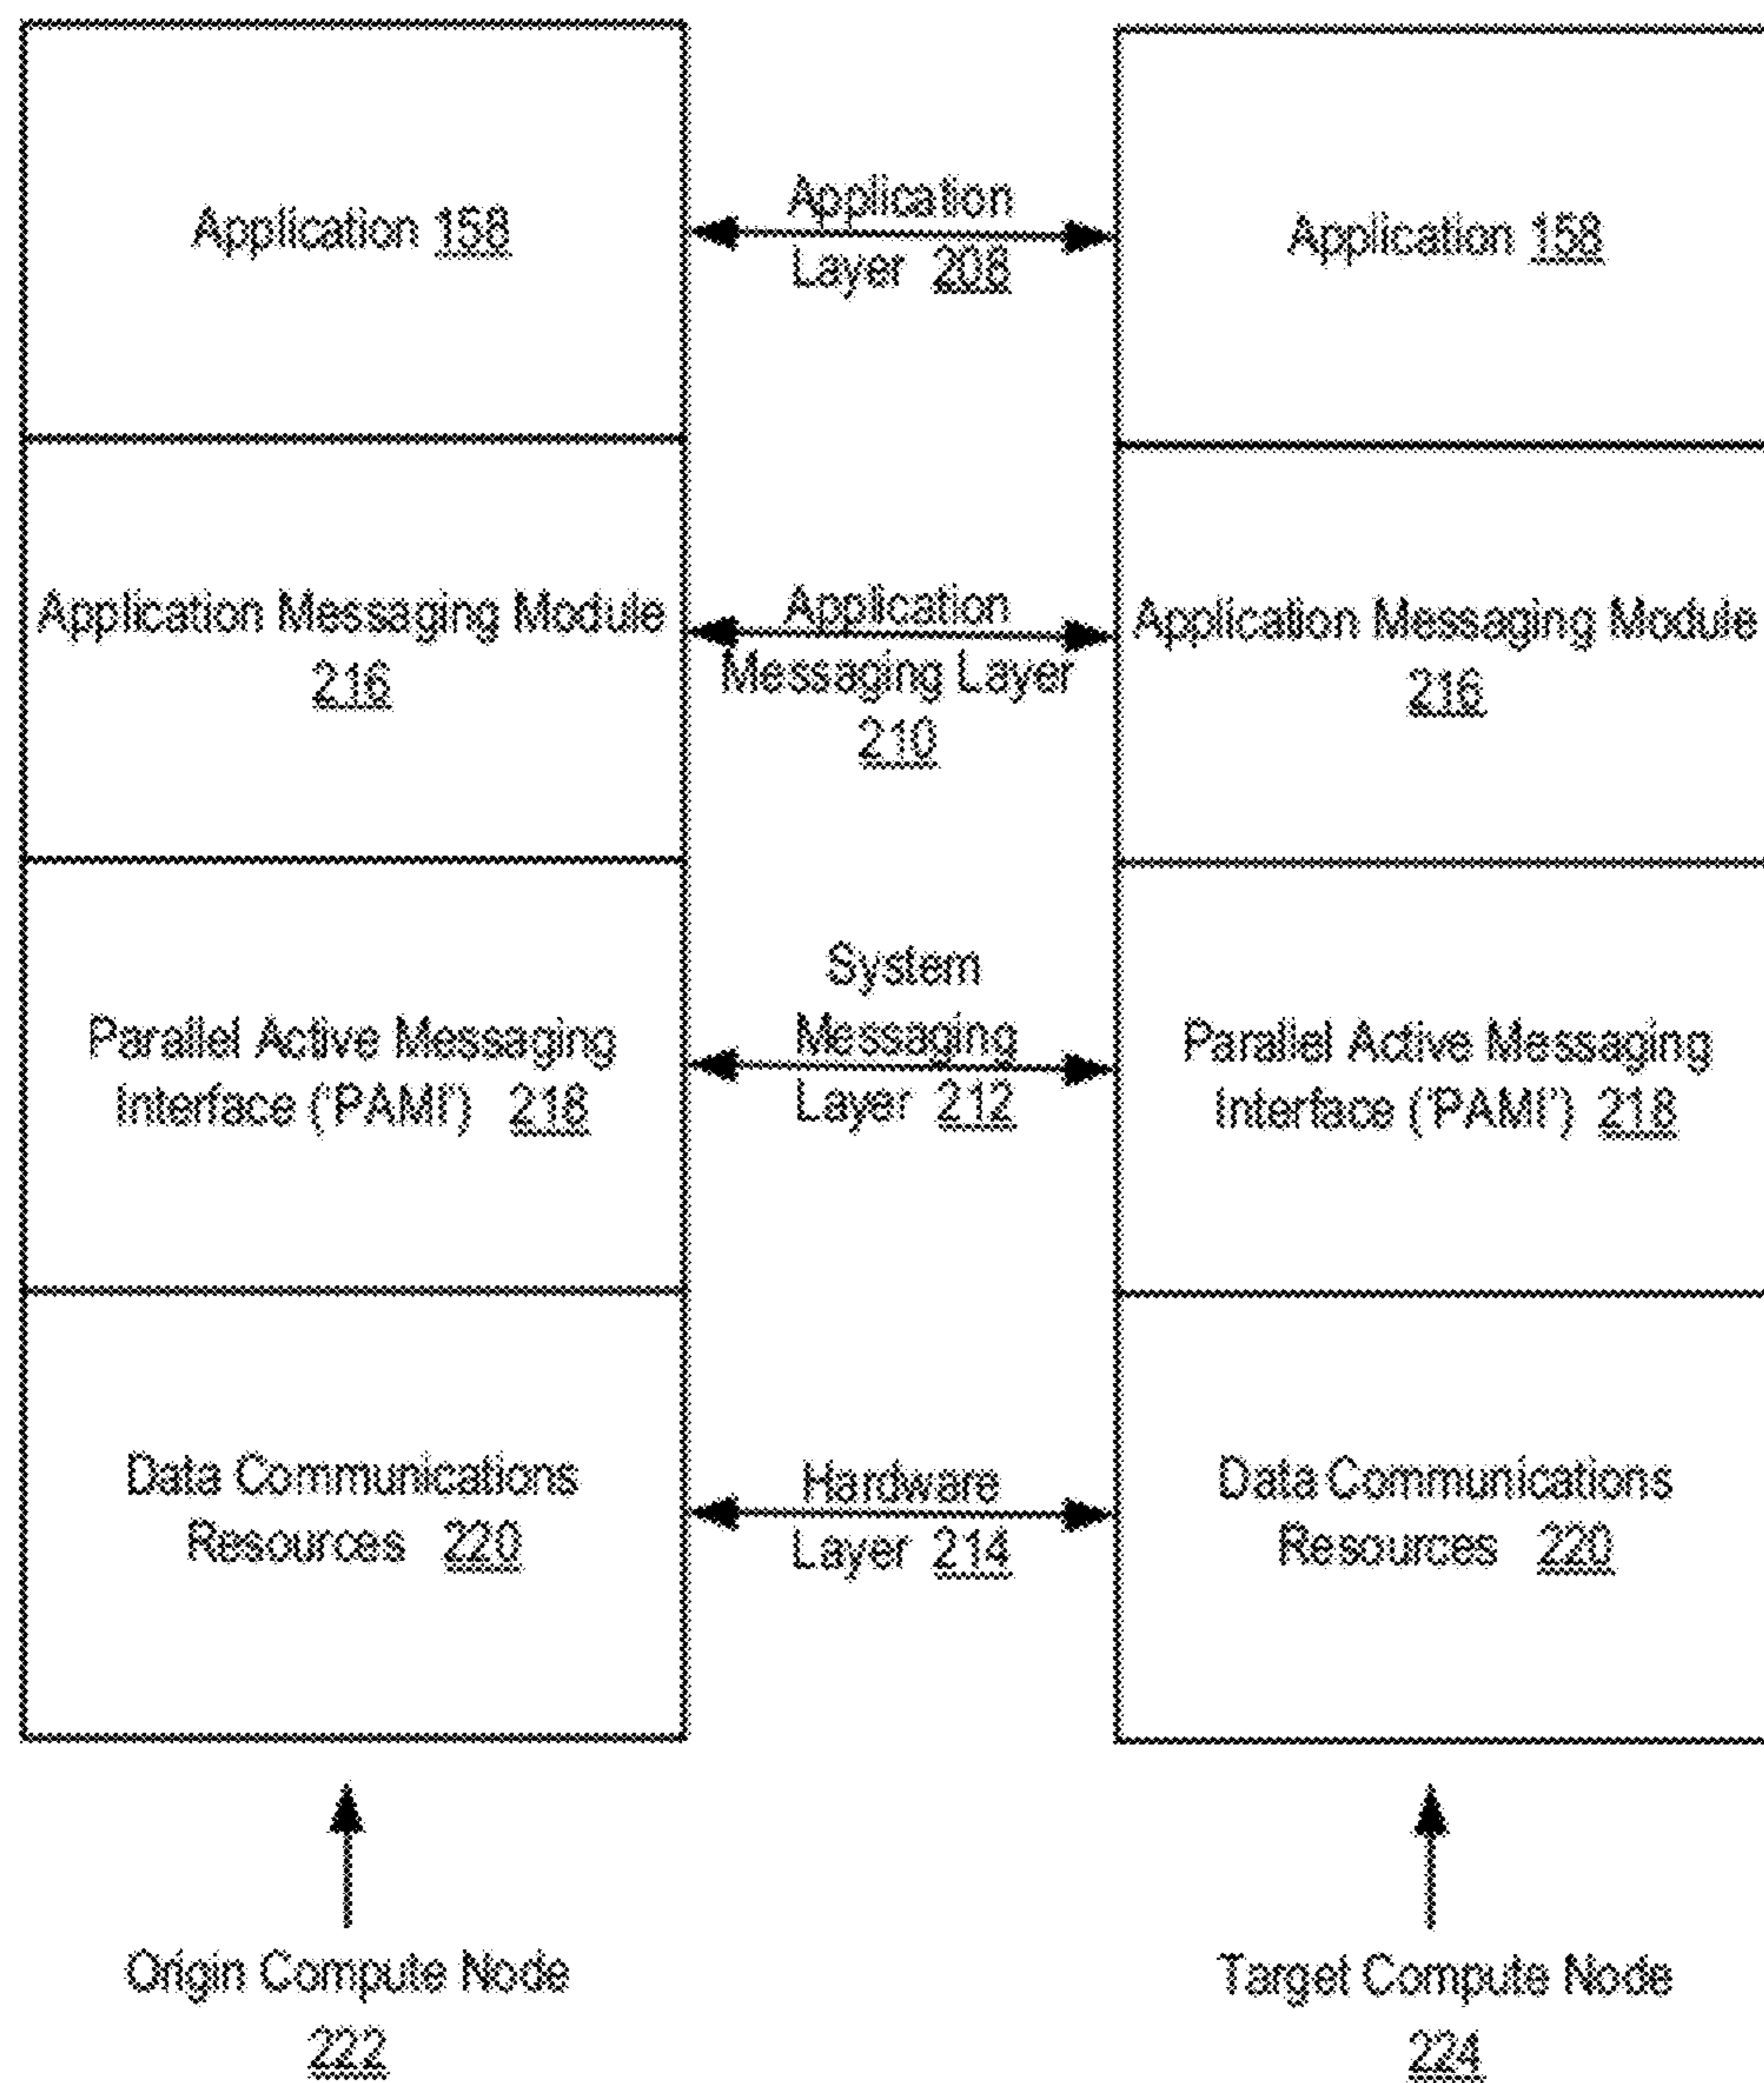 Application 158
Application
Layer 208
Application 158
Application Messaging Module
216
Application
Messaging Layer
210
Application Messaging Module
216
Parallel Active Messaging
Interface ('PAMI') 218
System
Messaging
Layer 212
Parallel Active Messaging
Interface ('PAMI') 218
Data Communications
Resources 220
Hardware
Layer 214
Data Communications
Resources 220
Origin Compute Node
222
Target Compute Node
224